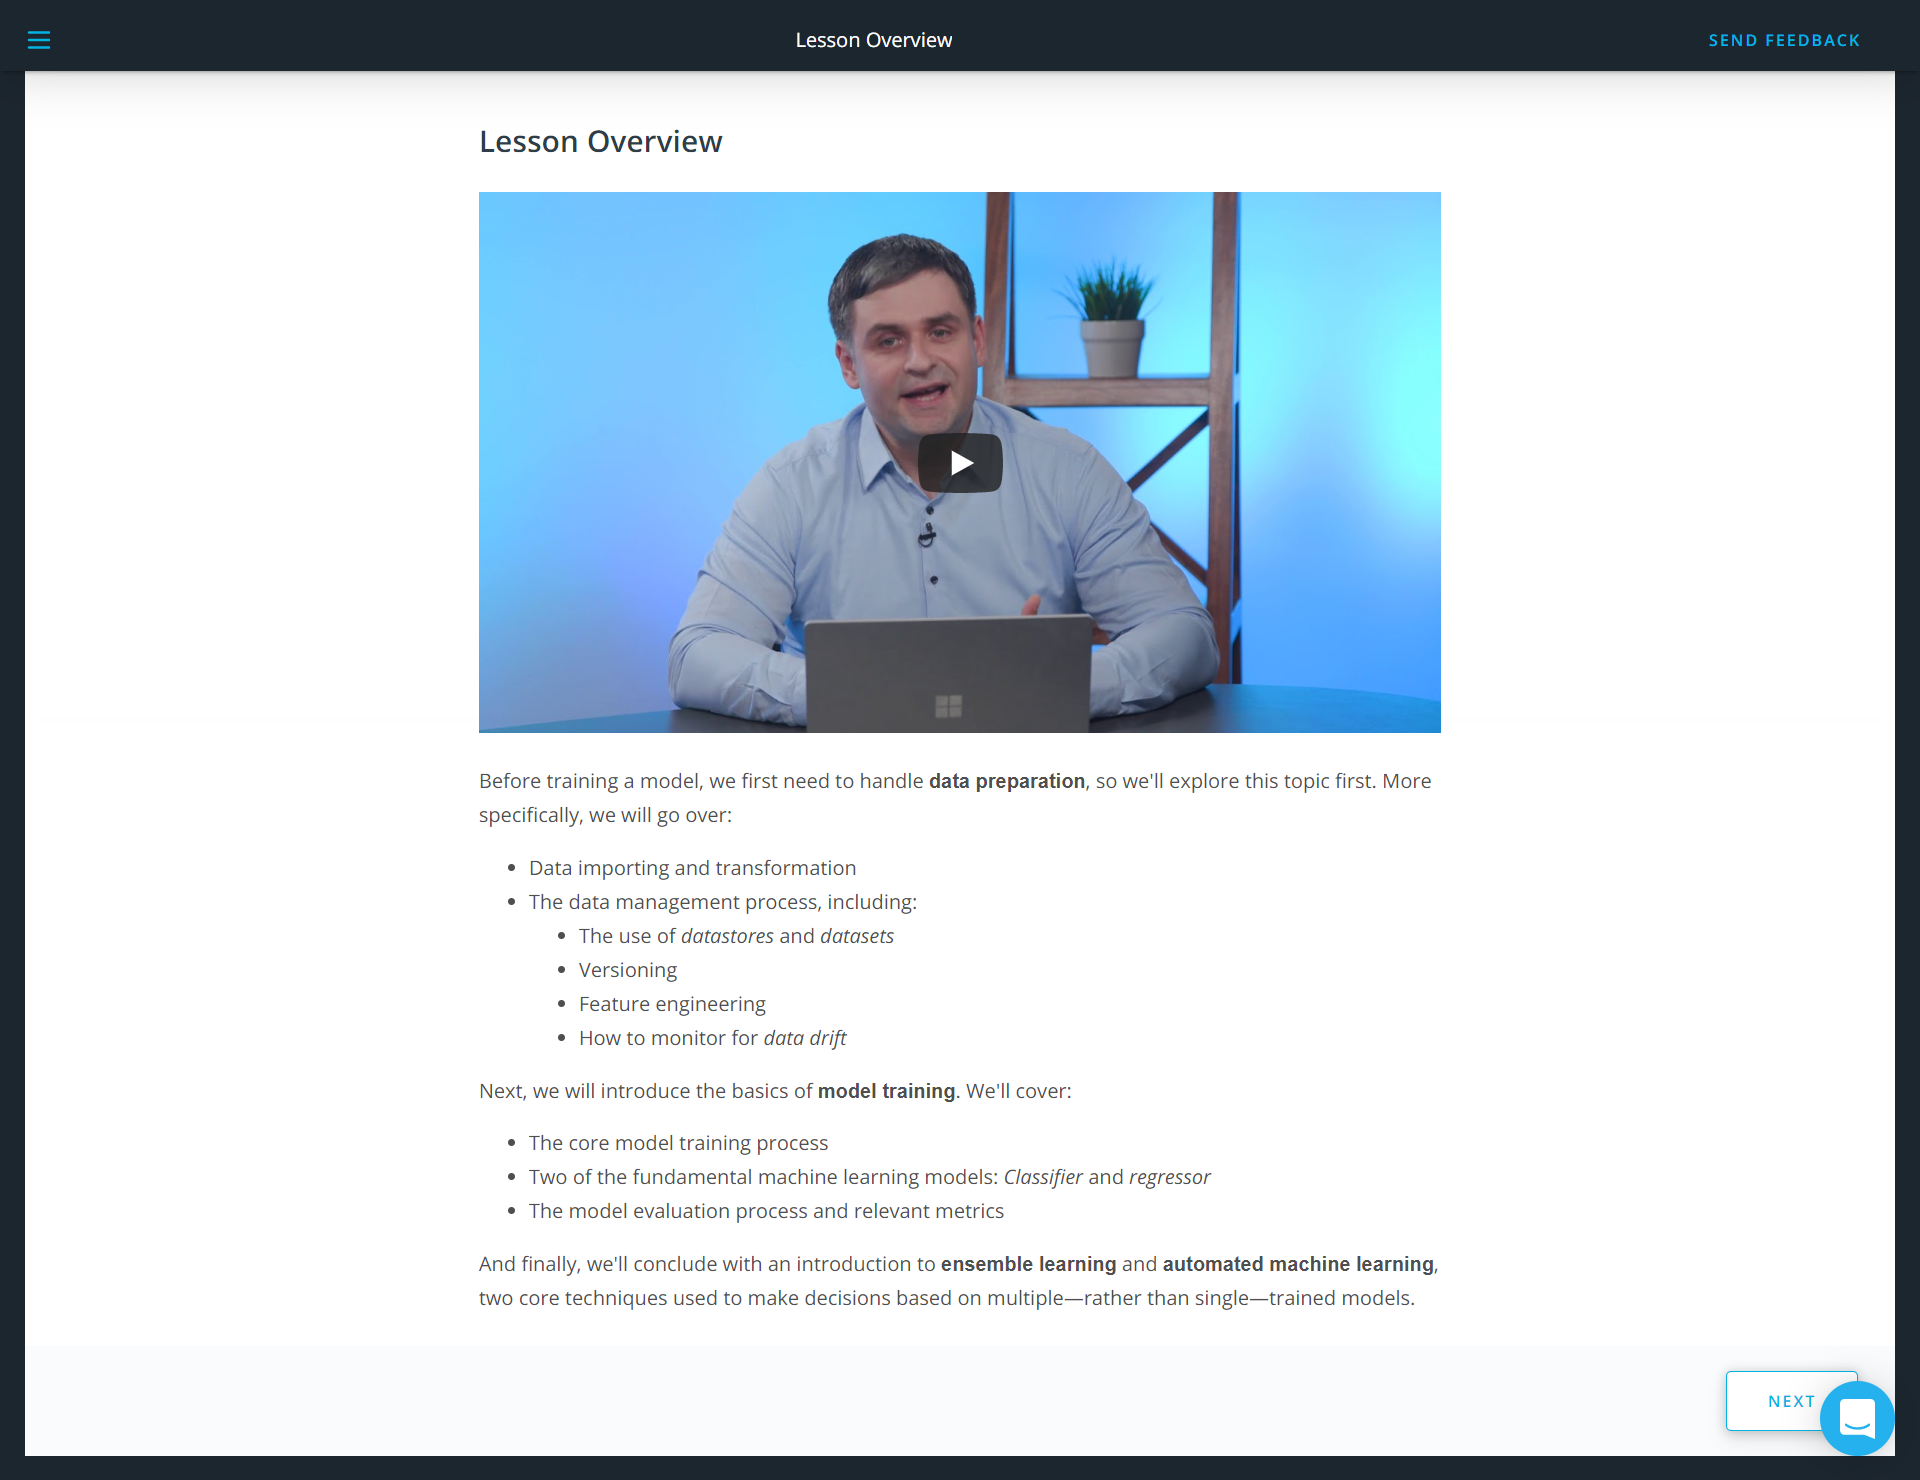 Lesson Overview
SEND FEEDBACK
Lesson Overview
Before training a model, we first need to handle data preparation, so we'll explore this topic first. More
specifically, we will go over:
Data importing and transformation
The data management process, including:
The use of datastores and datasets
Versioning
Feature engineering
How to monitor for data drift
Next, we will introduce the basics of model training. We'll cover:
The core model training process
Two of the fundamental machine learning models: Classifier and regressor
The model evaluation process and relevant metrics
And finally, we'll conclude with an introduction to ensemble learning and automated machine learning,
two core techniques used to make decisions based on multiple—rather than single—trained models.
NEXT